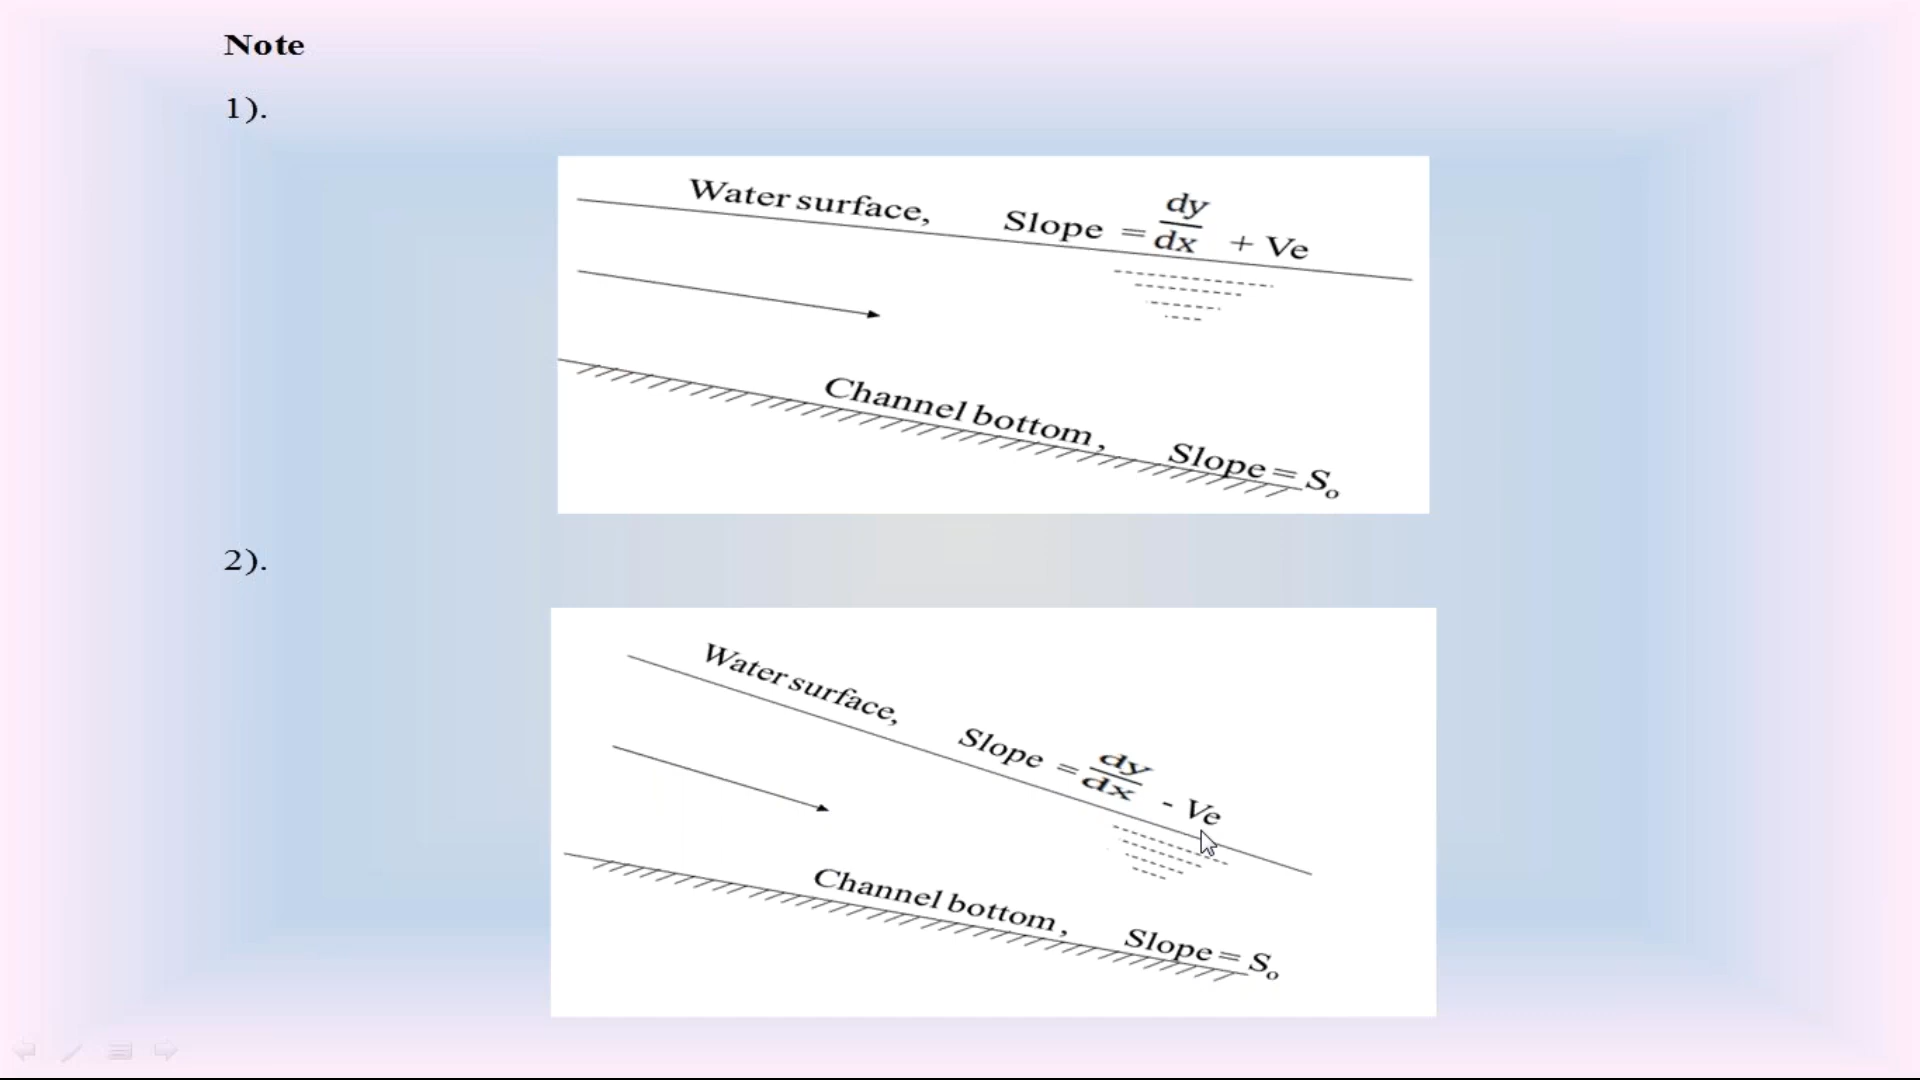 Note
1).
Water surface, Slope = dy/dx + Ve
Channel bottom, Slope = So
2).
Water surface, Slope = dy/dx - Ve
Channel bottom, Slope = So